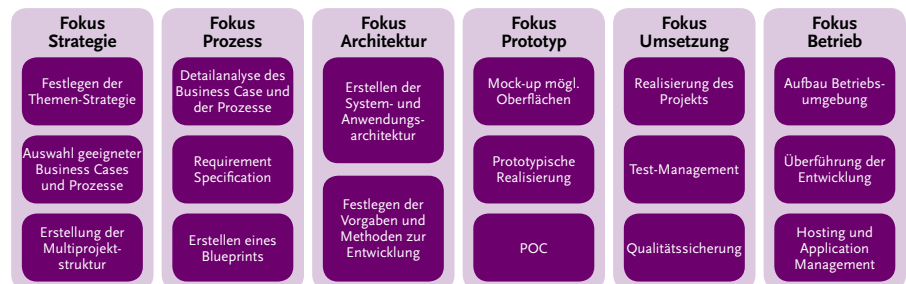 Fokus
Strategie
Festlegen der
Themen-Strategie
Auswahl geeigneter
Business Cases
und Prozesse
Erstellung der
Multiprojekt-
struktur
Fokus
Prozess
Detailanalyse des
Business Case und
der Prozesse
Requirement
Specification
Erstellen eines
Blueprints
Fokus
Architektur
Erstellen der
System- und
Anwendungs-
architektur
Festlegen der
Vorgaben und
Methoden zur
Entwicklung
Fokus
Prototyp
Mock-up mögl.
Oberflächen
Prototypische
Realisierung
POC
Fokus
Umsetzung
Realisierung des
Projekts
Test-Management
Qualitätssicherung
Fokus
Betrieb
Aufbau Betriebs-
umgebung
Überführung der
Entwicklung
Hosting und
Application
Management